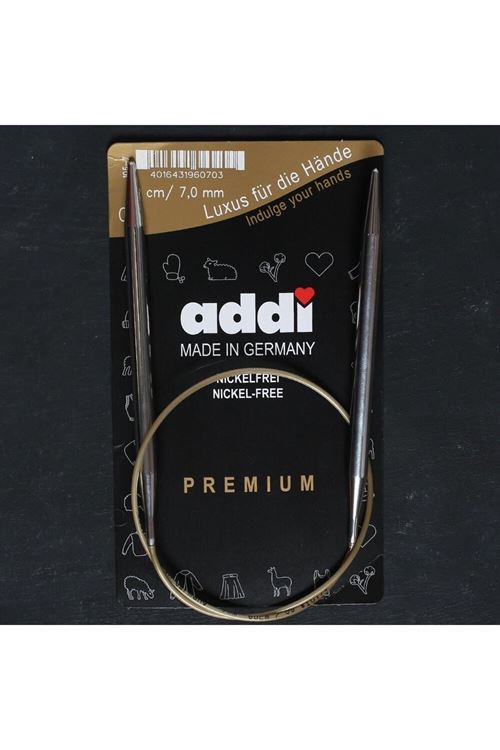 4016431960703
cm/ 7,0 mm
Luxus für die Hände
Indulge your hands
addi
MADE IN GERMANY
NICKELFREI
NICKEL-FREE
PREMIUM